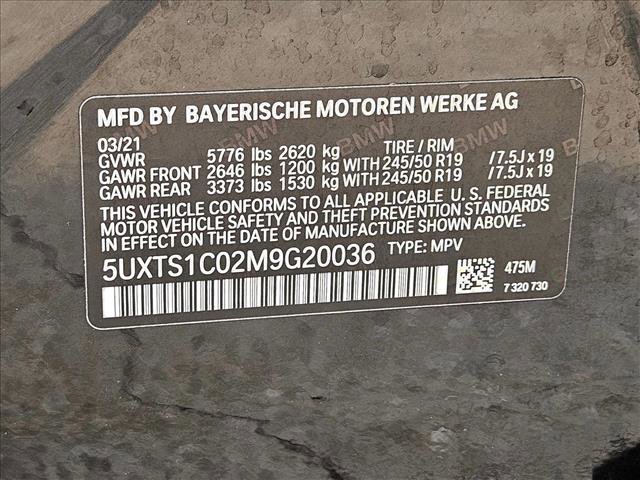 MFD BY BAYERISCHE MOTOREN WERKE AG
03/21 TIRE / RIM
GVWR 5776 lbs 2620 kg
GAWR FRONT 2646 lbs 1200 kg WITH 245/50 R19 /7.5J x 19
GAWR REAR 3373 lbs 1530 kg WITH 245/50 R19 /7.5J x 19
THIS VEHICLE CONFORMS TO ALL APPLICABLE U. S. FEDERAL
MOTOR VEHICLE SAFETY AND THEFT PREVENTION STANDARDS
IN EFFECT ON THE DATE OF MANUFACTURE SHOWN ABOVE.
5UXTS1C02M9G20036 TYPE: MPV
475M
7 320 730